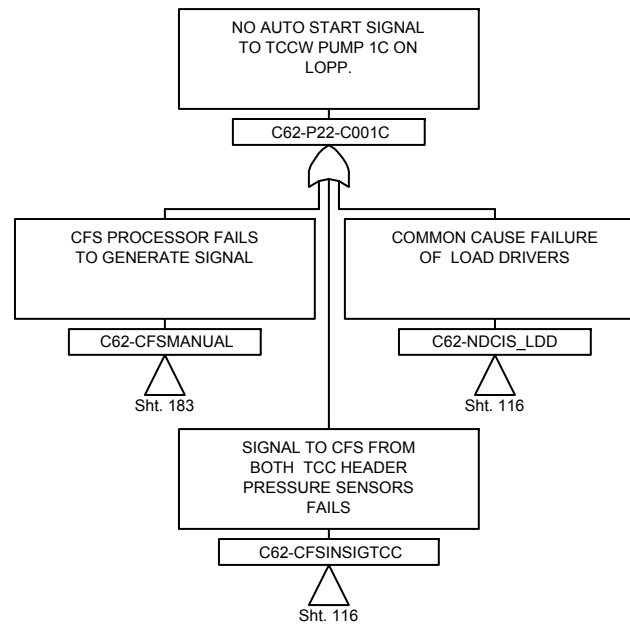 NO AUTO START SIGNAL
TO TCCW PUMP 1C ON
LOPP.
C62-P22-C001C
CFS PROCESSOR FAILS
TO GENERATE SIGNAL
C62-CFSMANUAL
Sht. 183
COMMON CAUSE FAILURE
OF LOAD DRIVERS
C62-NDCIS_LDD
Sht. 116
SIGNAL TO CFS FROM
BOTH TCC HEADER
PRESSURE SENSORS
FAILS
C62-CFSINSIGTCC
Sht. 116